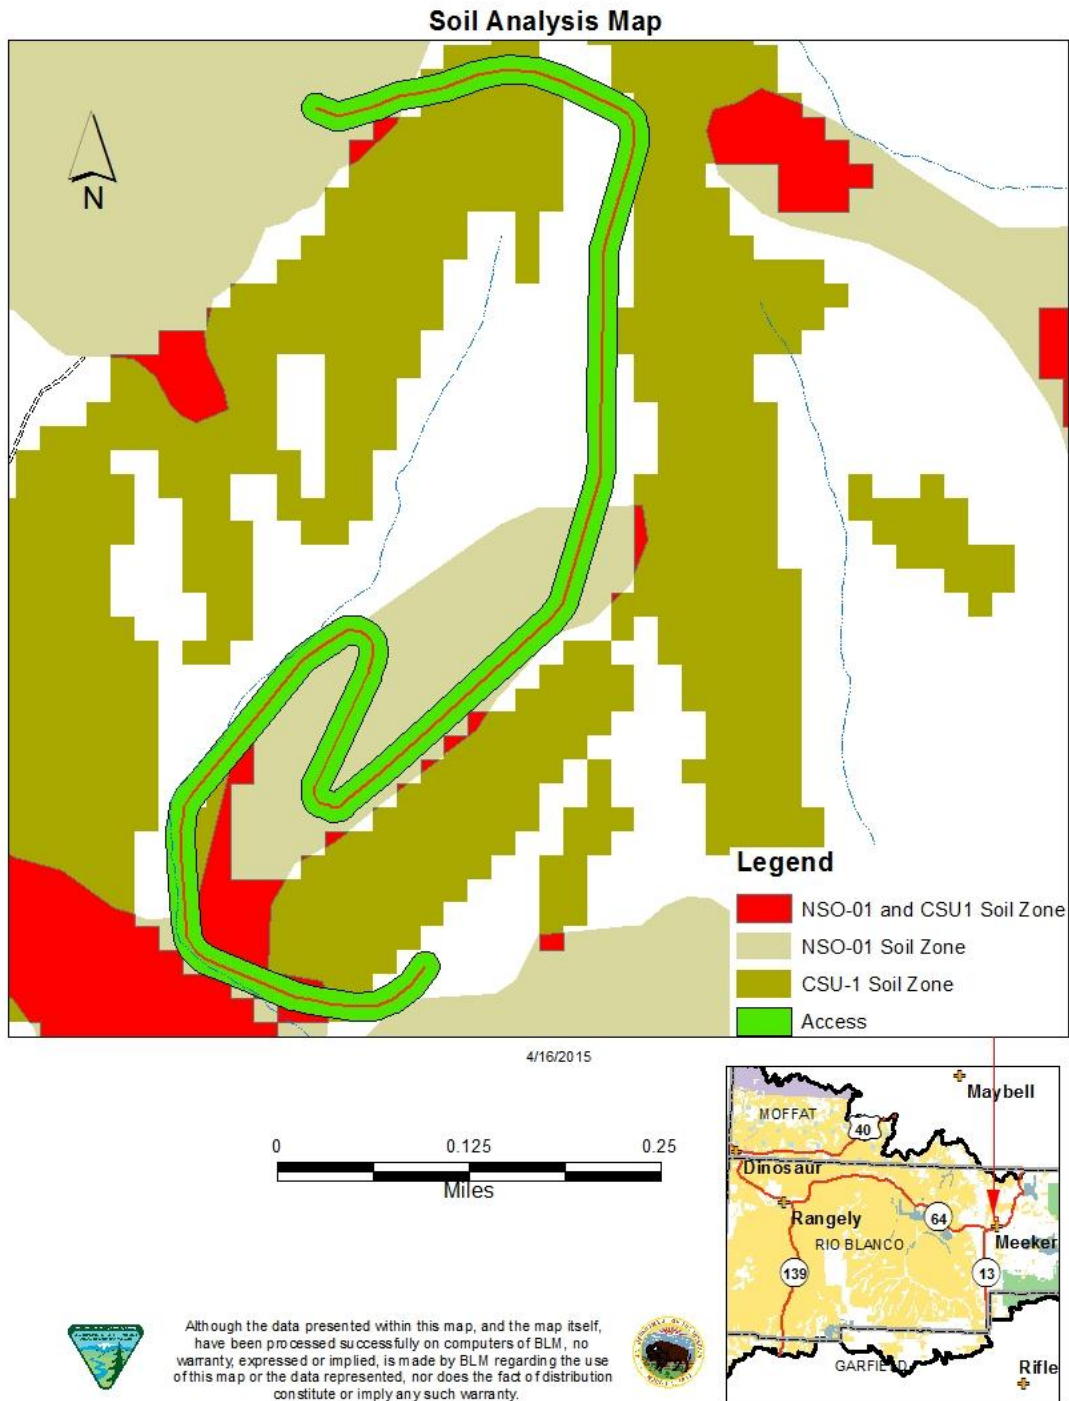 Soil Analysis Map
N
Legend
NSO-01 and CSU1 Soil Zone
NSO-01 Soil Zone
CSU-1 Soil Zone
Access
4/16/2015
0 0.125 0.25
Miles
Maybell
MOFFAT
40
Dinosaur
Rangely
64
RIO BLANCO
Meeker
139
13
GARFIELD
Rifle
Although the data presented within this map, and the map itself,
have been processed successfully on computers of BLM, no
warranty, expressed or implied, is made by BLM regarding the use
of this map or the data represented, nor does the fact of distribution
constitute or imply any such warranty.